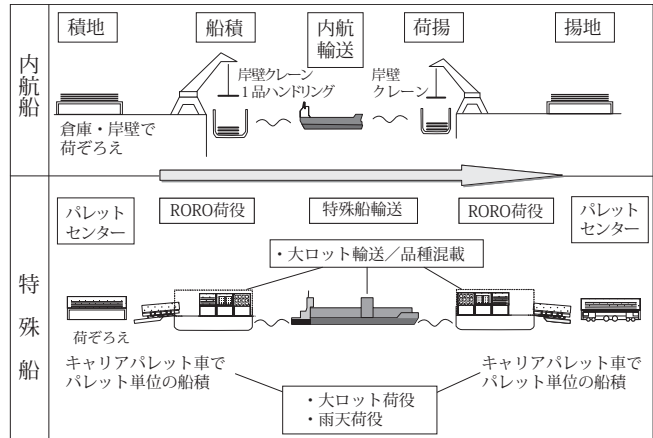 内航船
積地
船積
内航
輸送
荷揚
揚地
岸壁クレーン
1品ハンドリング
岸壁
クレーン
倉庫・岸壁で
荷ぞろえ
特殊船
パレット
センター
RORO荷役
特殊船輸送
RORO荷役
パレット
センター
・大ロット輸送／品種混載
荷ぞろえ
キャリアパレット車で
パレット単位の船積
キャリアパレット車で
パレット単位の船積
・大ロット荷役
・雨天荷役